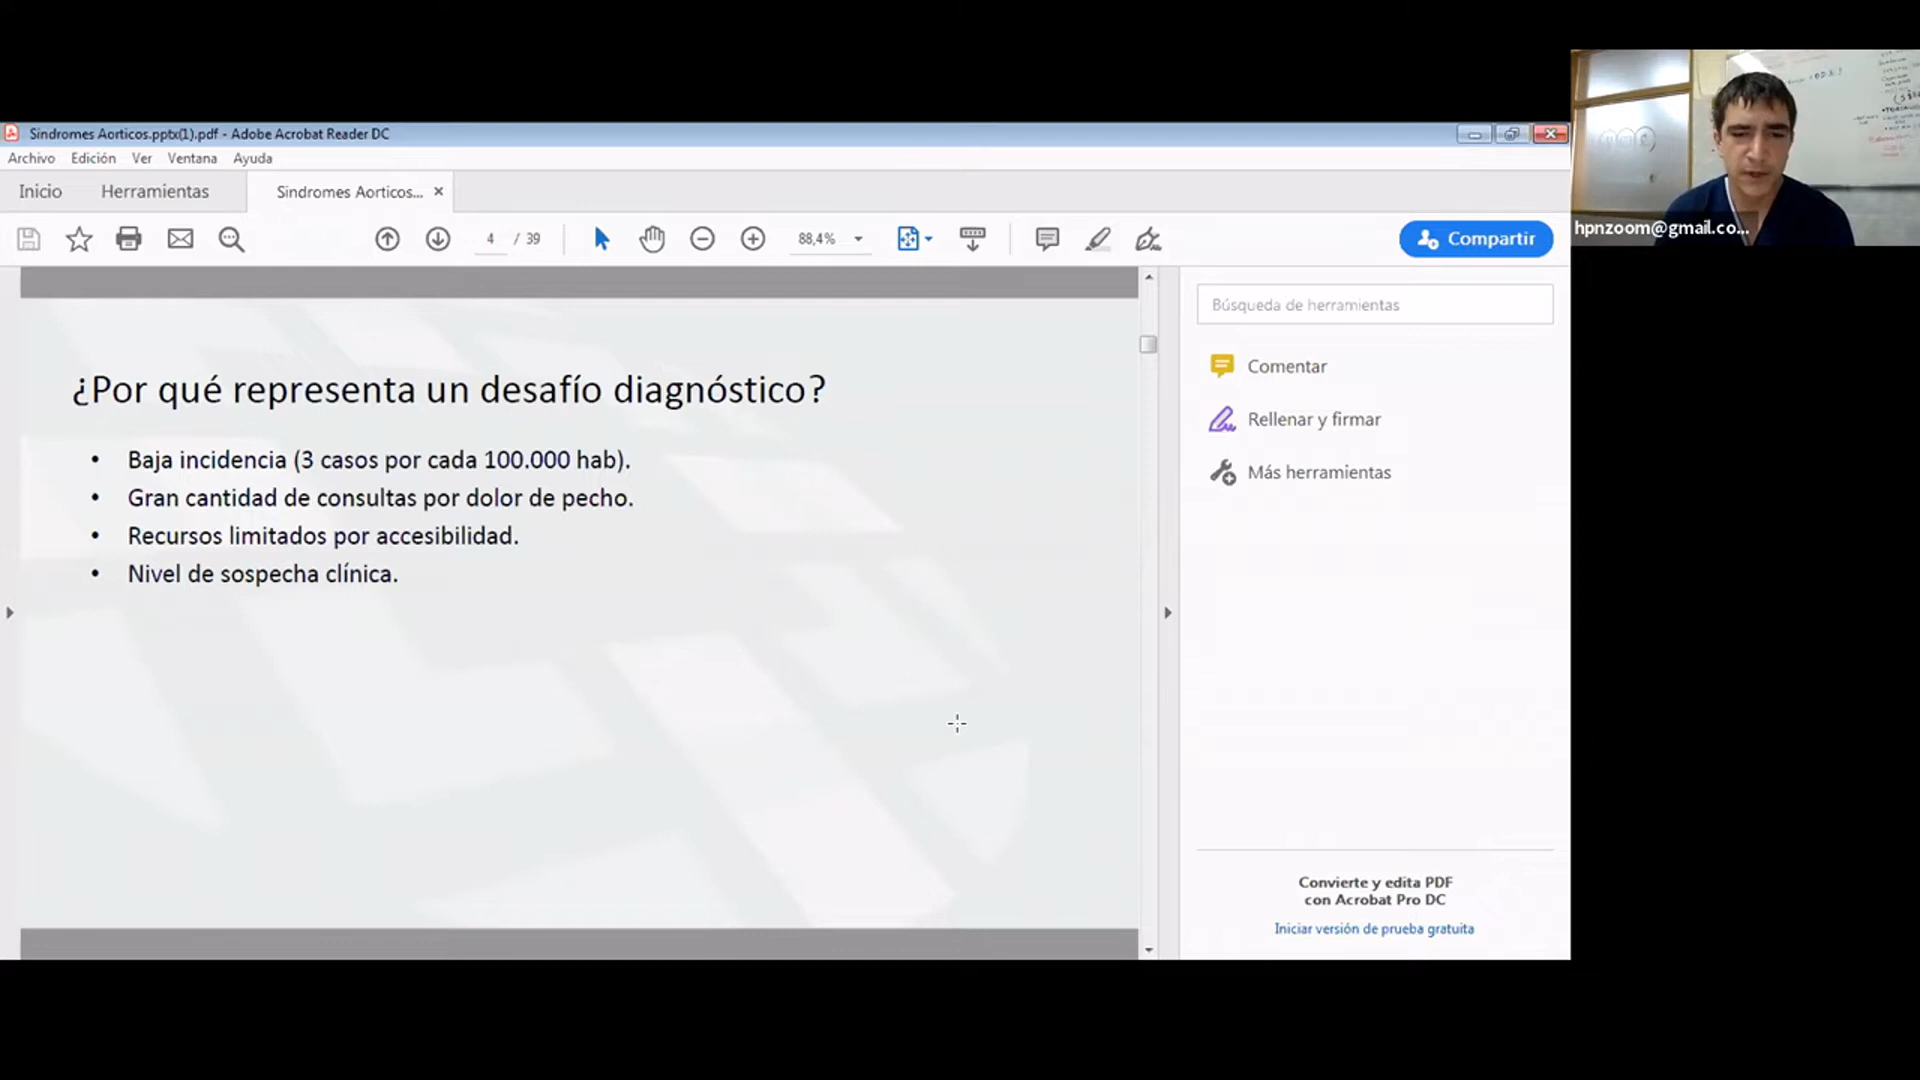 Sindromes Aorticos.pptx(1).pdf - Adobe Acrobat Reader DC
Archivo Edición Ver Ventana Ayuda
Inicio Herramientas Sindromes Aorticos... ×
4 / 39 88,4% Compartir
hpnzoom@gmail.co...
¿Por qué representa un desafío diagnóstico?
• Baja incidencia (3 casos por cada 100.000 hab).
• Gran cantidad de consultas por dolor de pecho.
• Recursos limitados por accesibilidad.
• Nivel de sospecha clínica.
Búsqueda de herramientas
Comentar
Rellenar y firmar
Más herramientas
Convierte y edita PDF
con Acrobat Pro DC
Iniciar versión de prueba gratuita